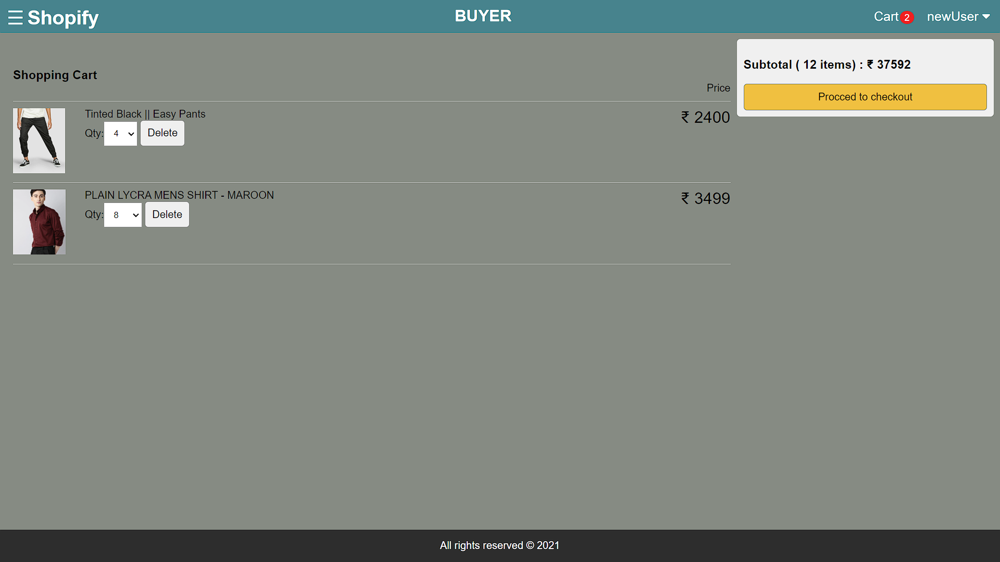 ☰ Shopify
BUYER
Cart 2
newUser
Shopping Cart
Price
Tinted Black || Easy Pants
₹ 2400
Qty: 4
Delete
PLAIN LYCRA MENS SHIRT - MAROON
₹ 3499
Qty: 8
Delete
Subtotal ( 12 items) : ₹ 37592
Procced to checkout
All rights reserved © 2021